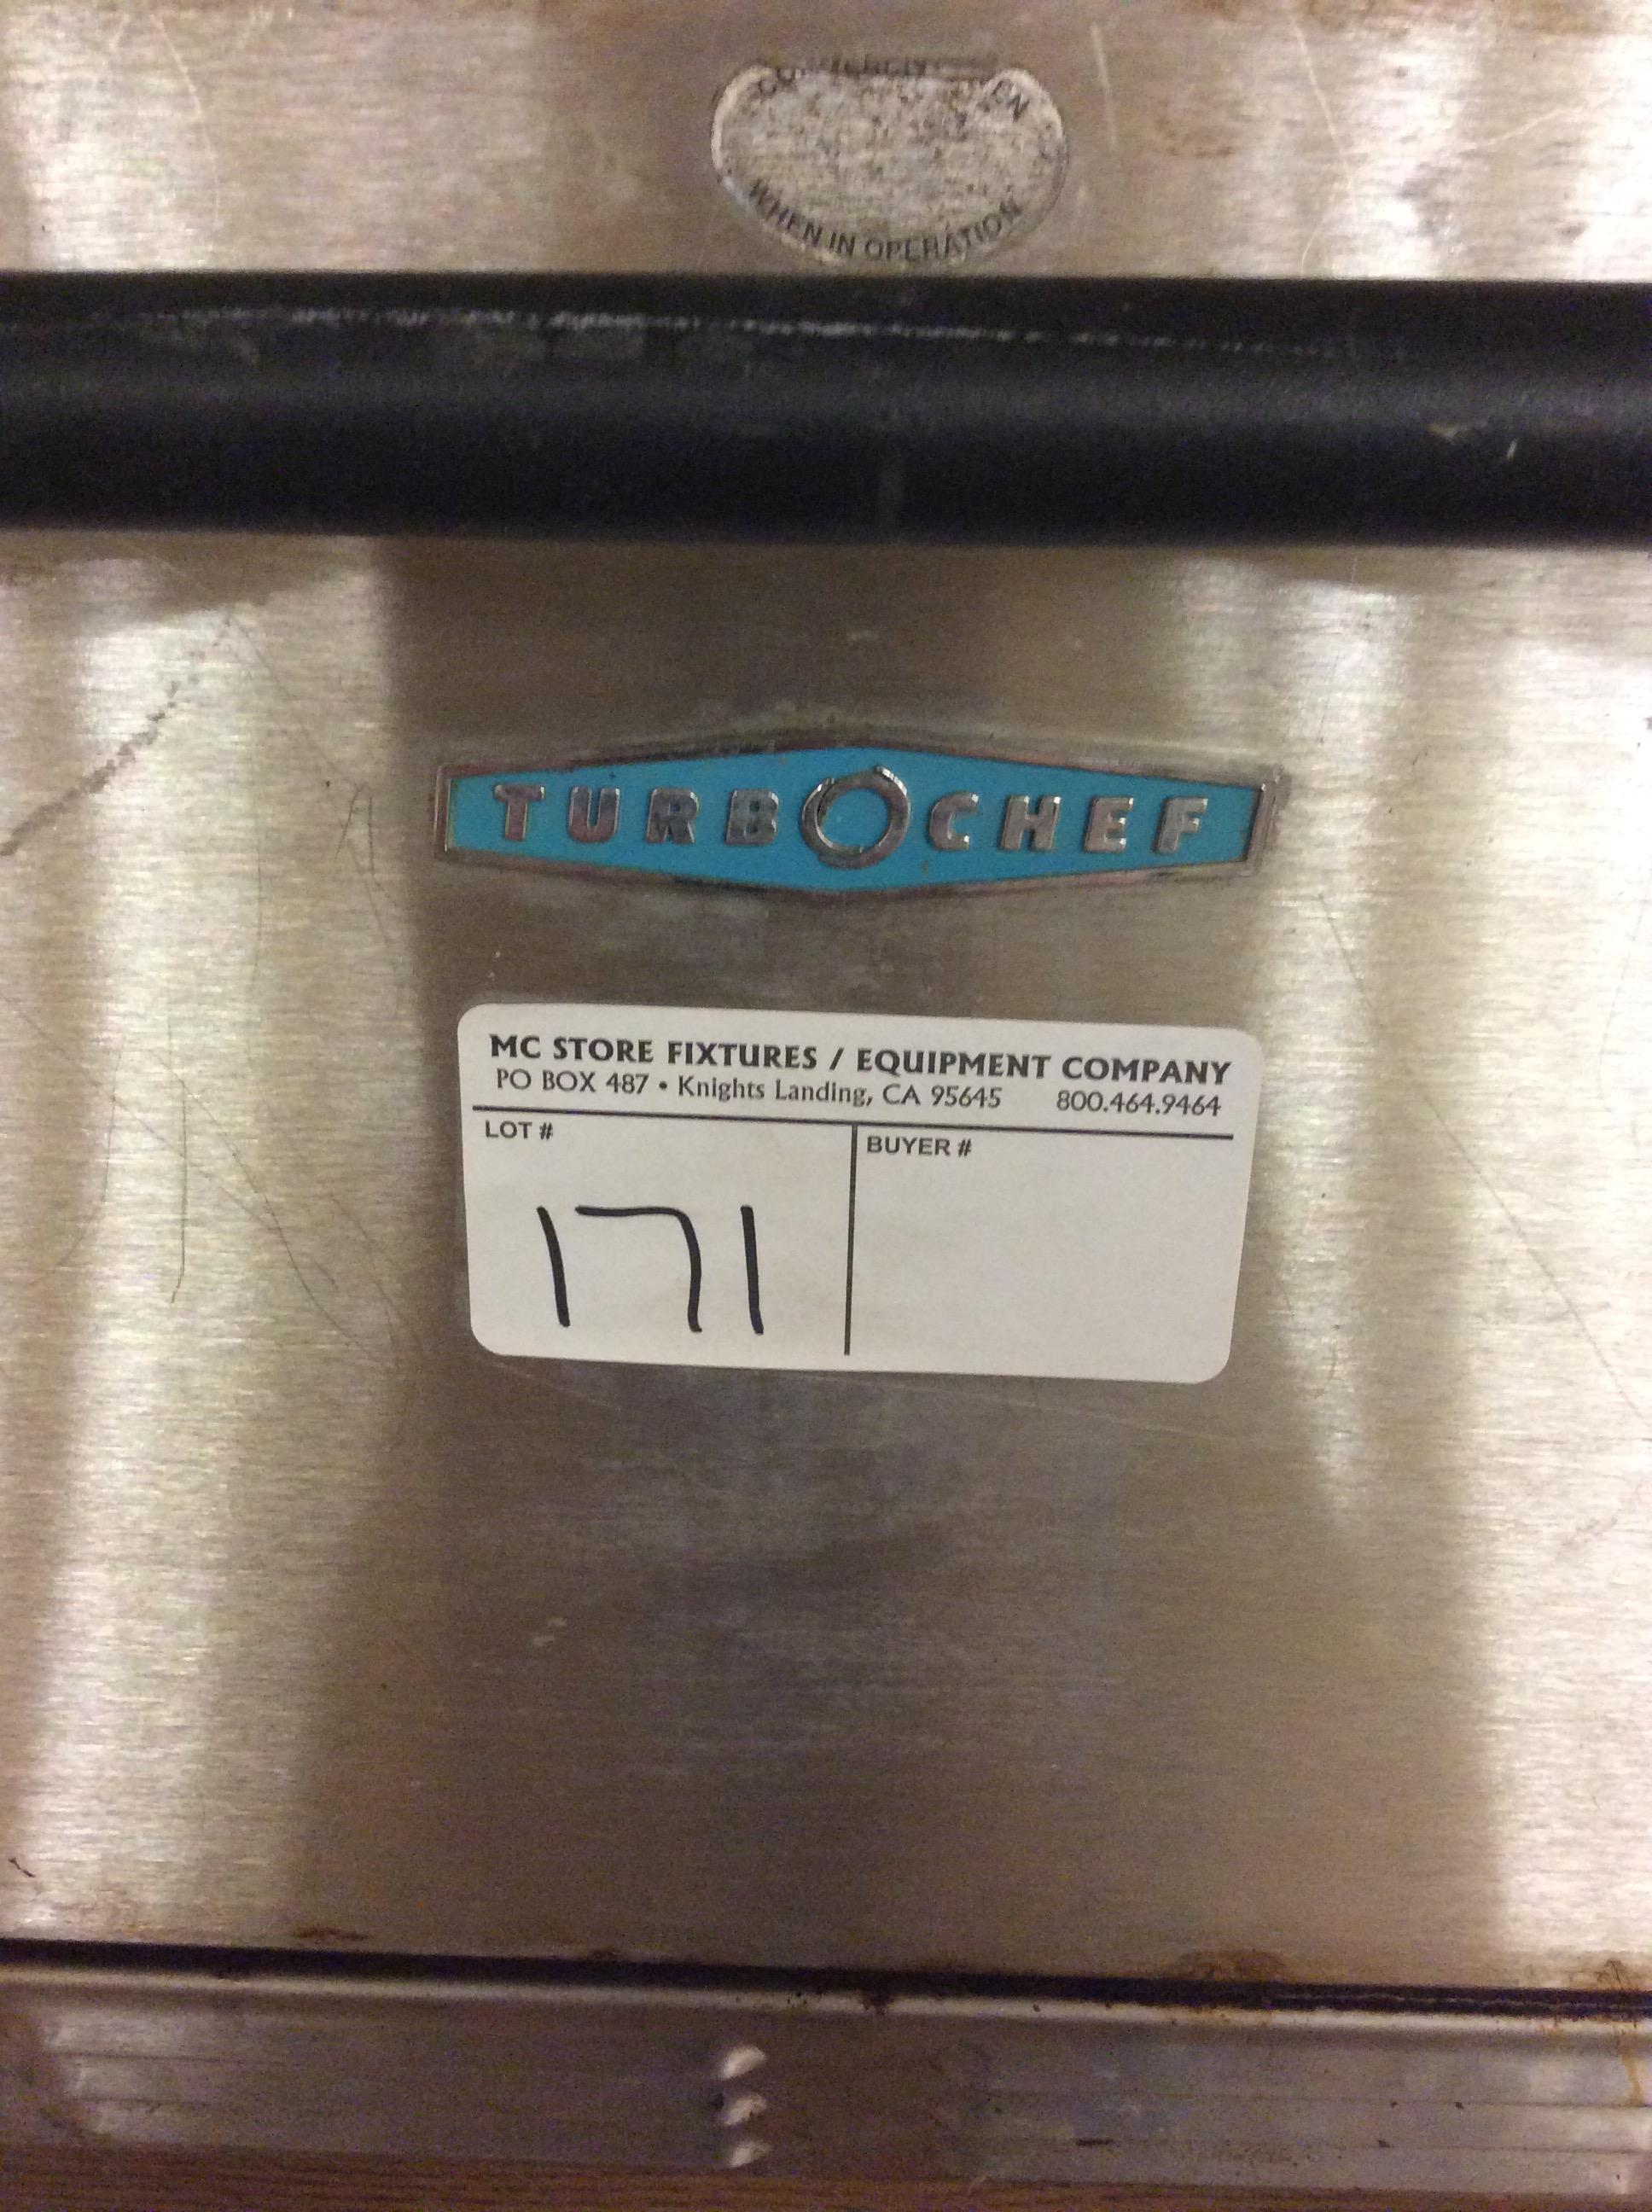 WHEN IN OPERATION
TURBOCHEF
MC STORE FIXTURES / EQUIPMENT COMPANY
PO BOX 487 • Knights Landing, CA 95645 800.464.9464
LOT # BUYER #
171